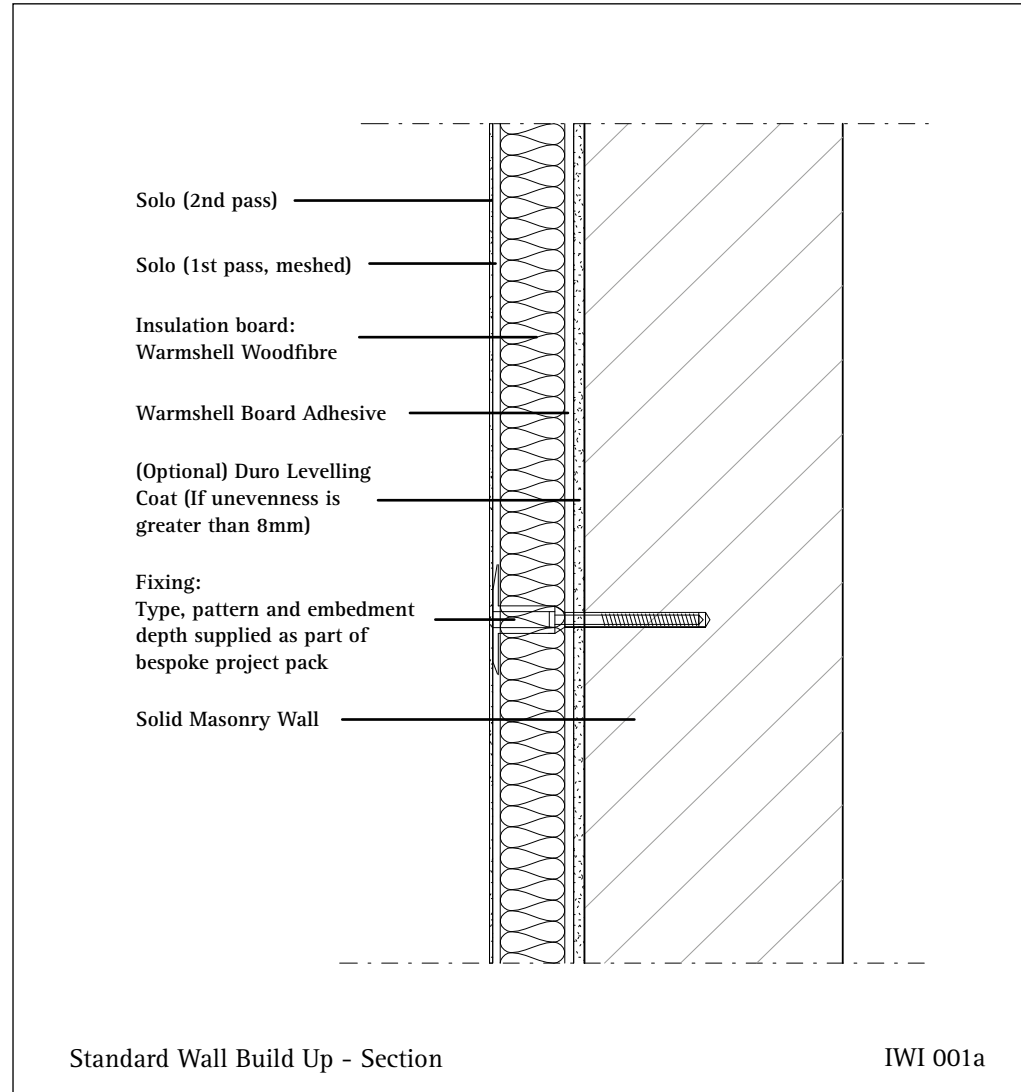 Solo (2nd pass)
Solo (1st pass, meshed)
Insulation board:
Warmshell Woodfibre
Warmshell Board Adhesive
(Optional) Duro Levelling
Coat (If unevenness is
greater than 8mm)
Fixing:
Type, pattern and embedment
depth supplied as part of
bespoke project pack
Solid Masonry Wall
Standard Wall Build Up - Section
IWI 001a